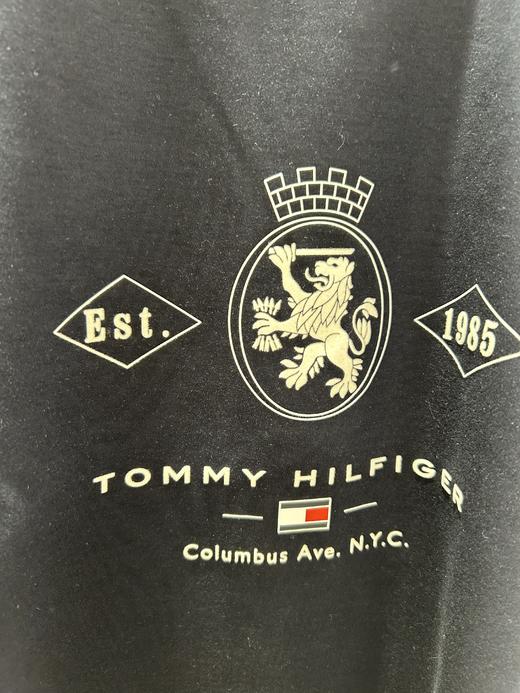 Est.
1985
TOMMY HILFIGER
Columbus Ave. N.Y.C.